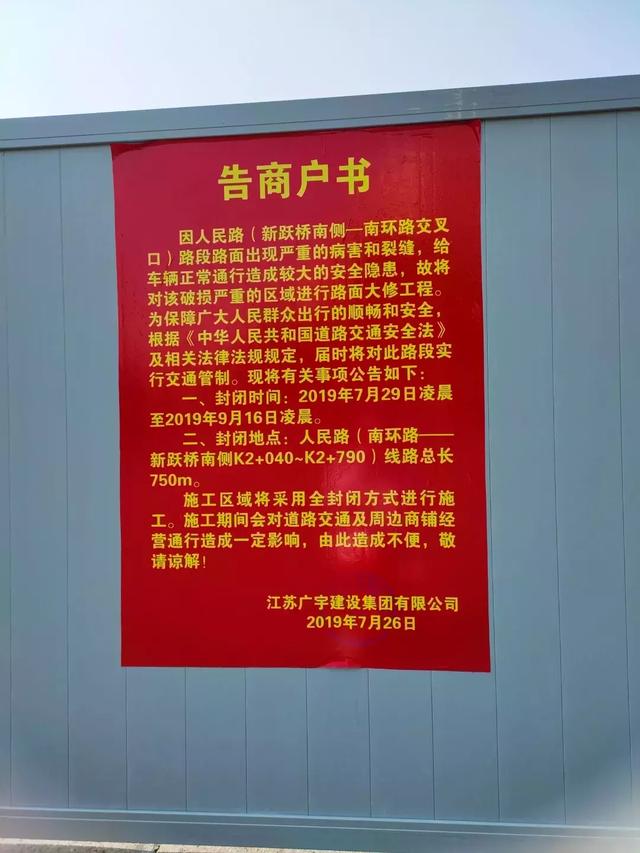 告商户书
因人民路（新跃桥南侧—南环路交叉
口）路段路面出现严重的病害和裂缝，给
车辆正常通行造成较大的安全隐患，故将
对该破损严重的区域进行路面大修工程。
为保障广大人民群众出行的顺畅和安全，
根据《中华人民共和国道路交通安全法》
及相关法律法规规定，届时将对此路段实
行交通管制。现将有关事项公告如下：
一、封闭时间：2019年7月29日凌晨
至2019年9月16日凌晨。
二、封闭地点：人民路（南环路——
新跃桥南侧K2+040~K2+790）线路总长
750m。
施工区域将采用全封闭方式进行施
工。施工期间会对道路交通及周边商铺经
营通行造成一定影响，由此造成不便，敬
请谅解！
江苏广宇建设集团有限公司
2019年7月26日